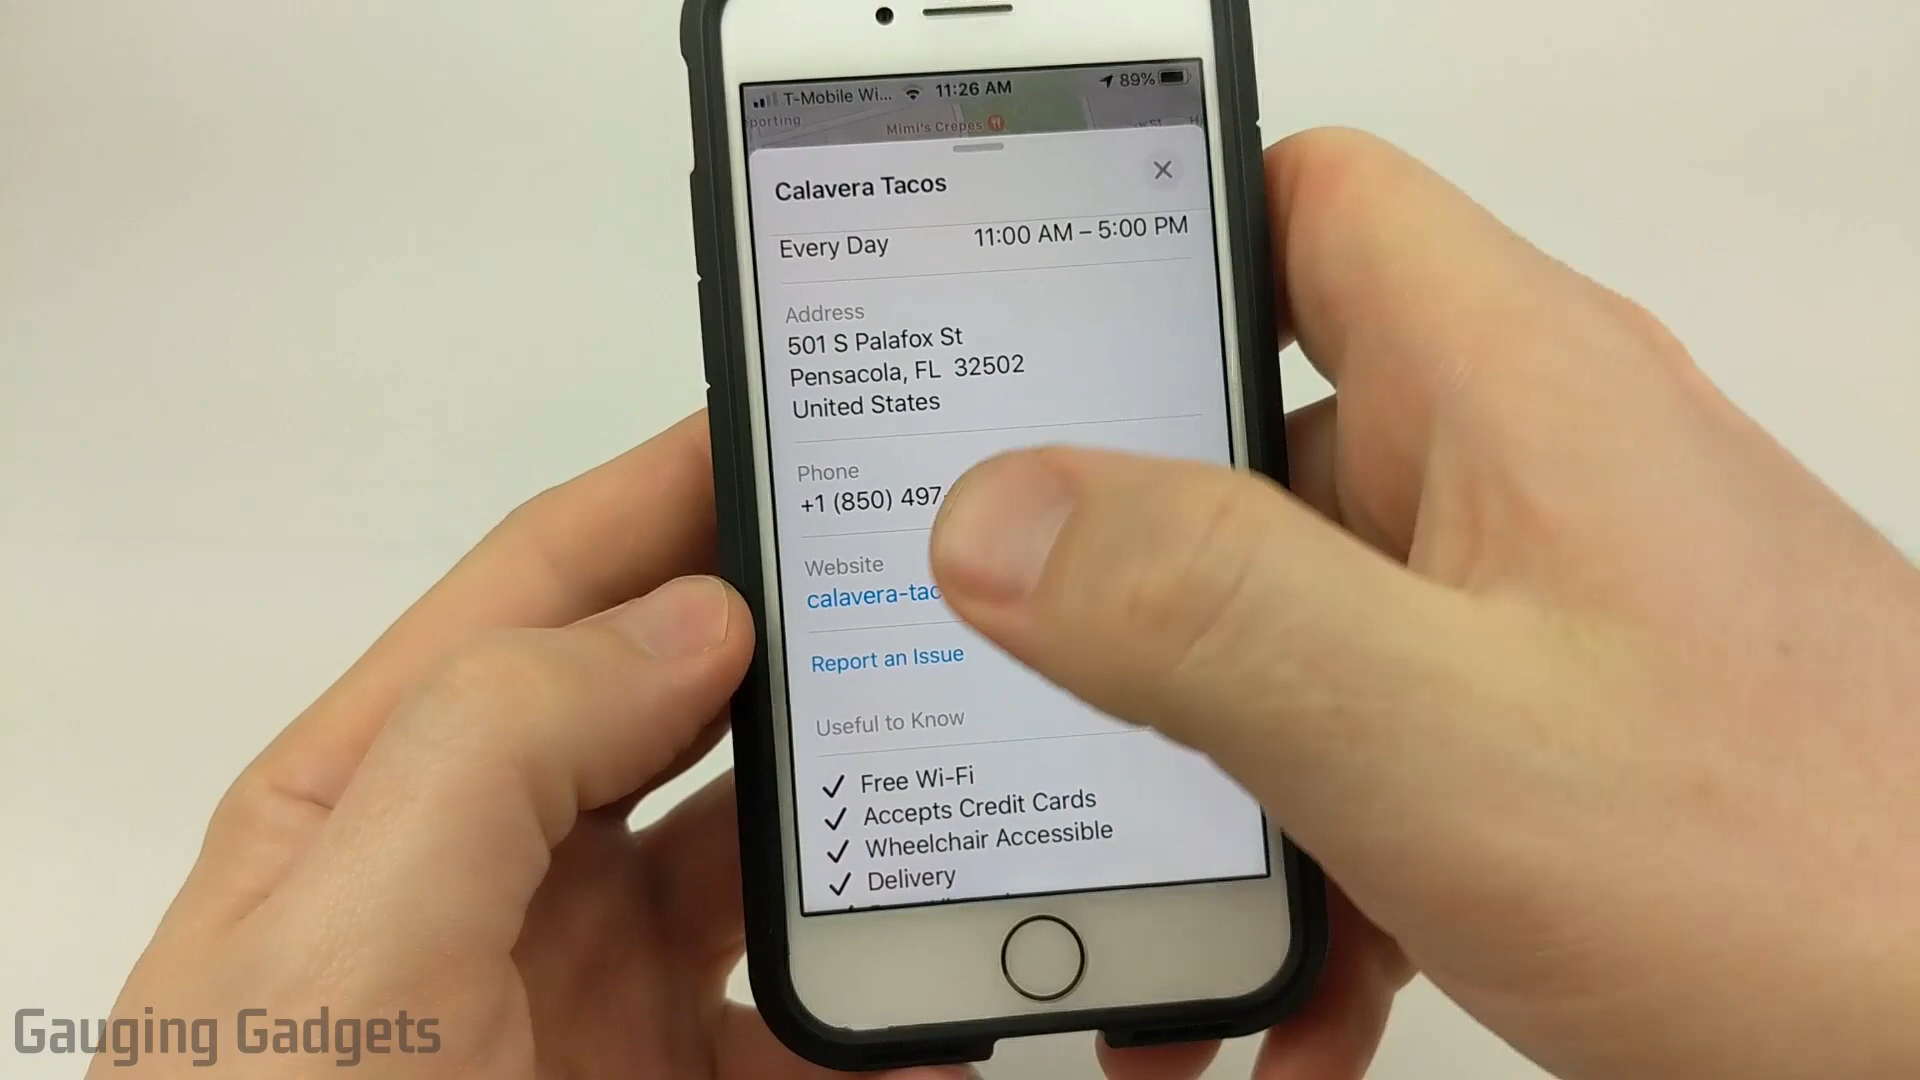 T-Mobile Wi... 11:26 AM 89%
porting
Mimi's Crepes
Calavera Tacos
Every Day 11:00 AM – 5:00 PM
Address
501 S Palafox St
Pensacola, FL 32502
United States
Phone
+1 (850) 497-
Website
calavera-tac
Report an Issue
Useful to Know
✓ Free Wi-Fi
✓ Accepts Credit Cards
✓ Wheelchair Accessible
✓ Delivery
Gauging Gadgets